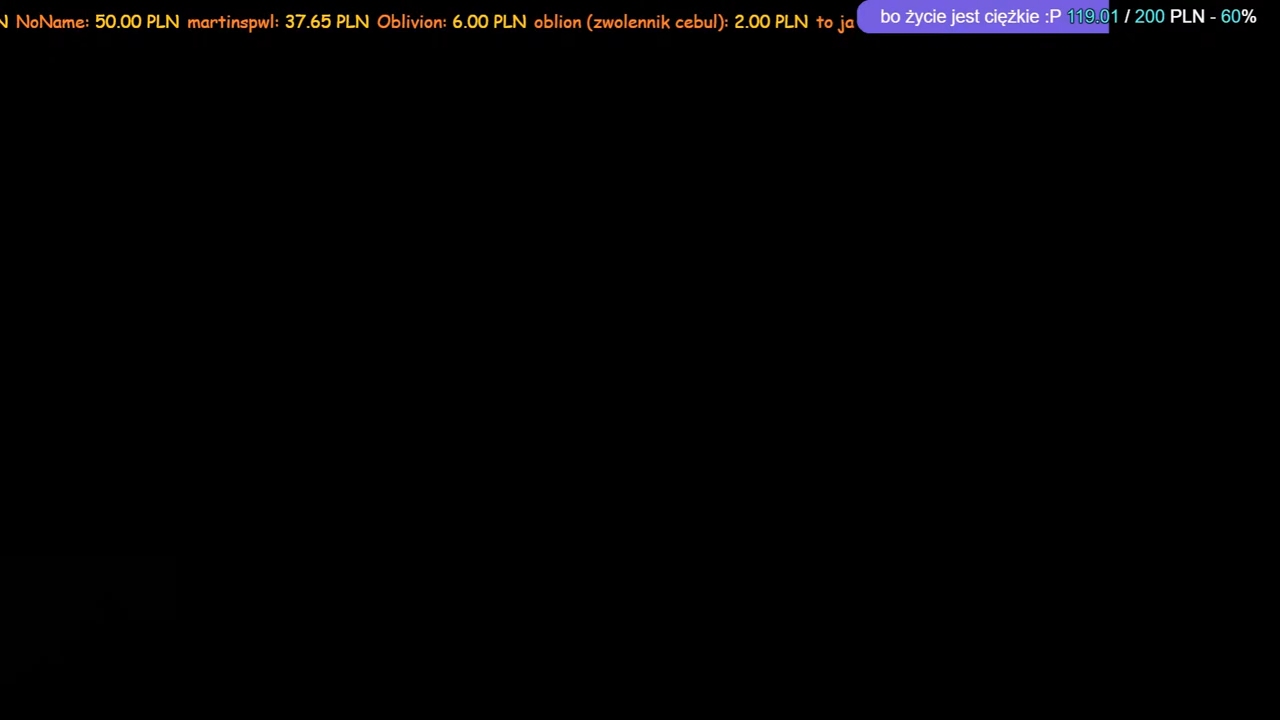 N NoName: 50.00 PLN martinspwl: 37.65 PLN Oblivion: 6.00 PLN oblion (zwolennik cebul): 2.00 PLN to ja
bo życie jest ciężkie :P 119.01 / 200 PLN - 60%